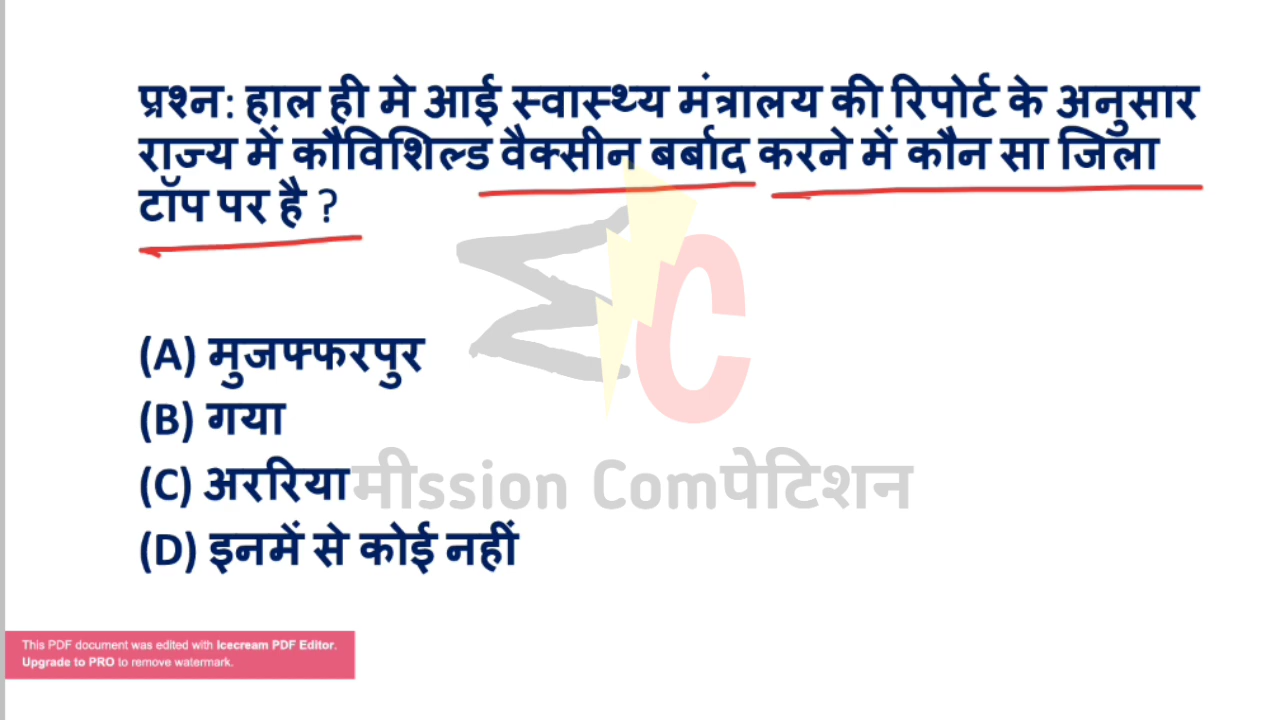 प्रश्न: हाल ही मे आई स्वास्थ्य मंत्रालय की रिपोर्ट के अनुसार
राज्य में कौविशिल्ड वैक्सीन बर्बाद करने में कौन सा जिला
टॉप पर है ?
(A) मुजफ्फरपुर
(B) गया
(C) अररिया
(D) इनमें से कोई नहीं
MC
मीssion Comपेटिशन
This PDF document was edited with Icecream PDF Editor.
Upgrade to PRO to remove watermark.